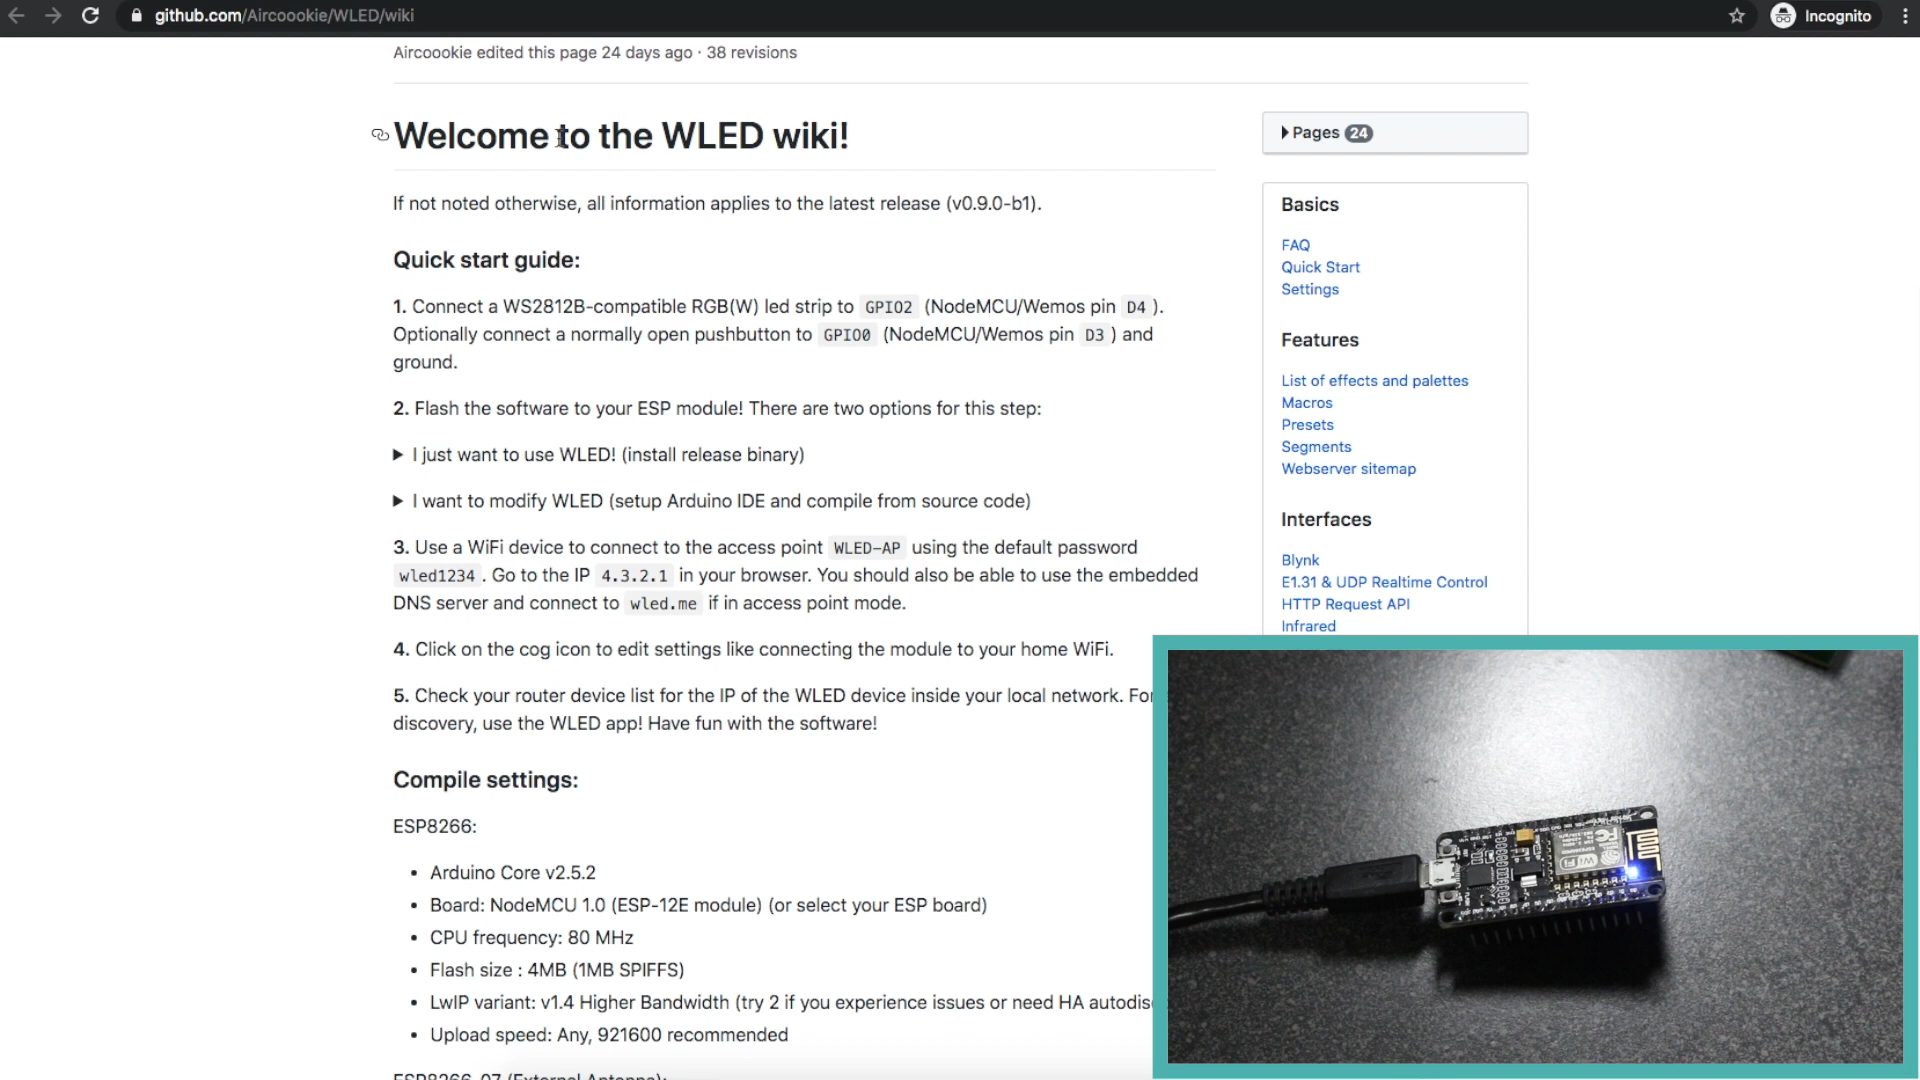 github.com/Aircoookie/WLED/wiki
Incognito
Aircoookie edited this page 24 days ago · 38 revisions
Welcome to the WLED wiki!
Pages 24
If not noted otherwise, all information applies to the latest release (v0.9.0-b1).
Quick start guide:
1. Connect a WS2812B-compatible RGB(W) led strip to GPIO2 (NodeMCU/Wemos pin D4 ).
Optionally connect a normally open pushbutton to GPIO0 (NodeMCU/Wemos pin D3 ) and
ground.
2. Flash the software to your ESP module! There are two options for this step:
I just want to use WLED! (install release binary)
I want to modify WLED (setup Arduino IDE and compile from source code)
3. Use a WiFi device to connect to the access point WLED-AP using the default password
wled1234 . Go to the IP 4.3.2.1 in your browser. You should also be able to use the embedded
DNS server and connect to wled.me if in access point mode.
4. Click on the cog icon to edit settings like connecting the module to your home WiFi.
5. Check your router device list for the IP of the WLED device inside your local network. For
discovery, use the WLED app! Have fun with the software!
Compile settings:
ESP8266:
• Arduino Core v2.5.2
• Board: NodeMCU 1.0 (ESP-12E module) (or select your ESP board)
• CPU frequency: 80 MHz
• Flash size : 4MB (1MB SPIFFS)
• LwIP variant: v1.4 Higher Bandwidth (try 2 if you experience issues or need HA autodisc
• Upload speed: Any, 921600 recommended
ESP8266-07 (External Antenna):
Basics
FAQ
Quick Start
Settings
Features
List of effects and palettes
Macros
Presets
Segments
Webserver sitemap
Interfaces
Blynk
E1.31 & UDP Realtime Control
HTTP Request API
Infrared
WiFi